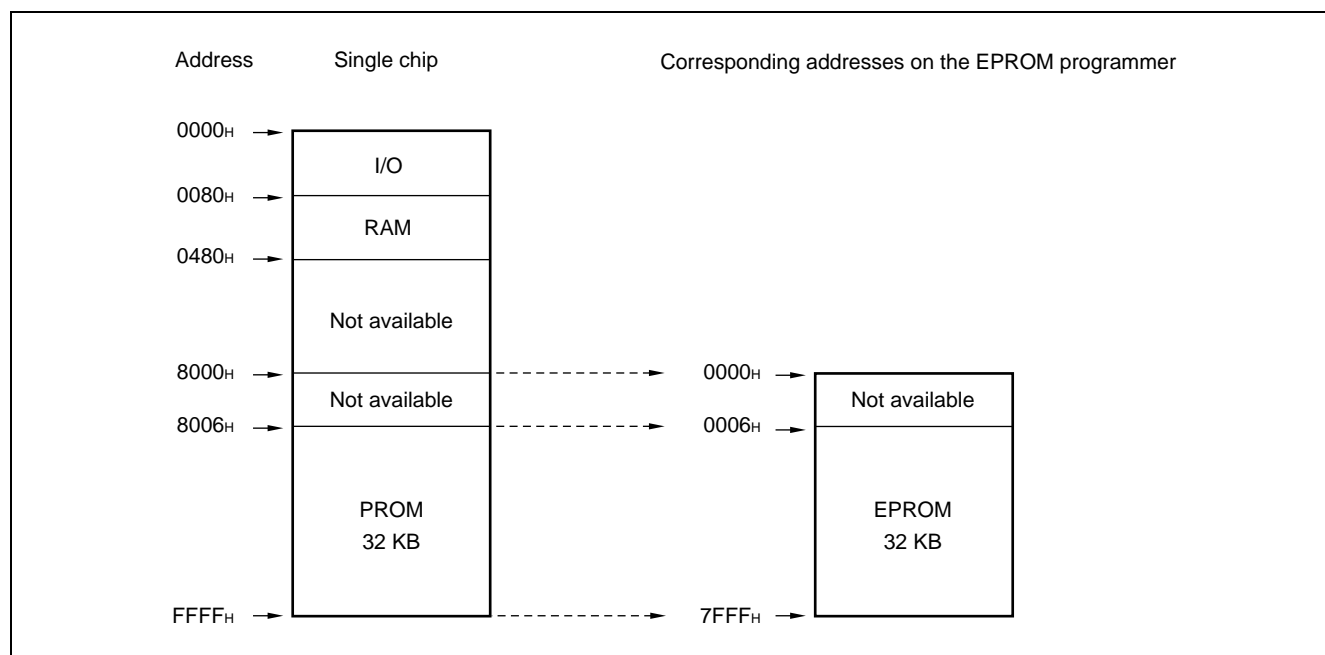 Address
Single chip
Corresponding addresses on the EPROM programmer
0000H
I/O
0080H
RAM
0480H
Not available
8000H
0000H
Not available
Not available
8006H
0006H
PROM
32 KB
EPROM
32 KB
FFFFH
7FFFH